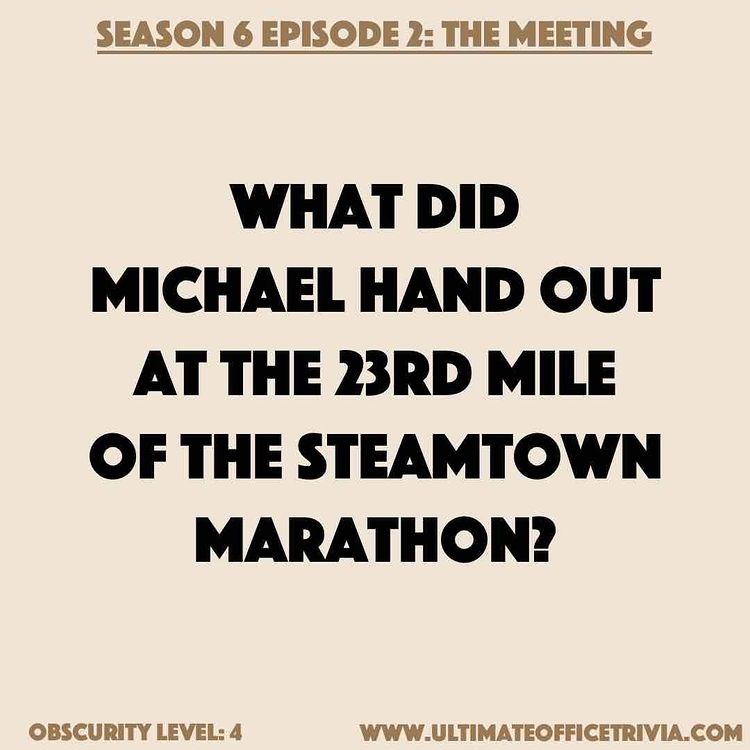 SEASON 6 EPISODE 2: THE MEETING
WHAT DID
MICHAEL HAND OUT
AT THE 23RD MILE
OF THE STEAMTOWN
MARATHON?
OBSCURITY LEVEL: 4
WWW.ULTIMATEOFFICETRIVIA.COM